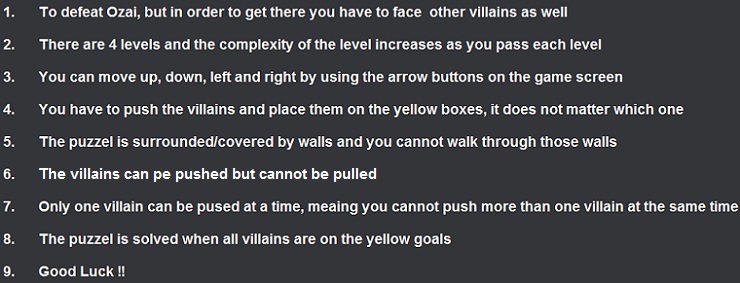 1. To defeat Ozai, but in order to get there you have to face other villains as well
2. There are 4 levels and the complexity of the level increases as you pass each level
3. You can move up, down, left and right by using the arrow buttons on the game screen
4. You have to push the villains and place them on the yellow boxes, it does not matter which one
5. The puzzel is surrounded/covered by walls and you cannot walk through those walls
6. The villains can pe pushed but cannot be pulled
7. Only one villain can be pused at a time, meaing you cannot push more than one villain at the same time
8. The puzzel is solved when all villains are on the yellow goals
9. Good Luck !!